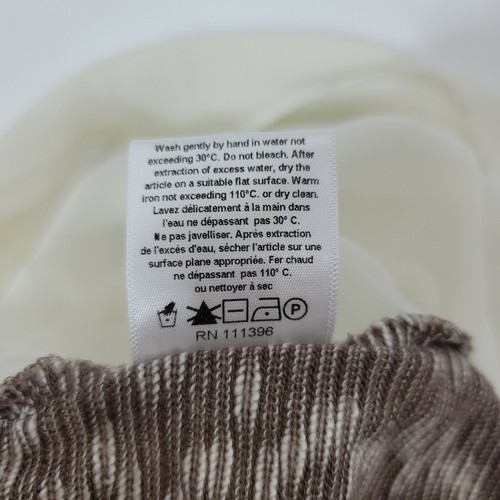 Wash gently by hand in water not
exceeding 30°C. Do not bleach. After
extraction of excess water, dry the
article on a suitable flat surface. Warm
iron not exceeding 110°C. or dry clean.
Lavez délicatement à la main dans
l'eau ne dépassant pas 30° C.
Ne pas javelliser. Après extraction
de l'excés d'eau, sécher l'article sur une
surface plane appropriée. Fer chaud
ne dépassant pas 110° C.
ou nettoyer à sec
P
RN 111396